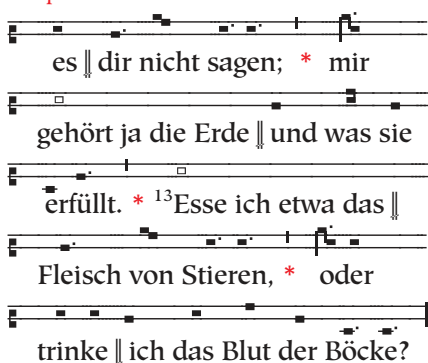 es ‖ dir nicht sagen; * mir
gehört ja die Erde ‖ und was sie
erfüllt. * ¹³Esse ich etwa das ‖
Fleisch von Stieren, * oder
trinke ‖ ich das Blut der Böcke?